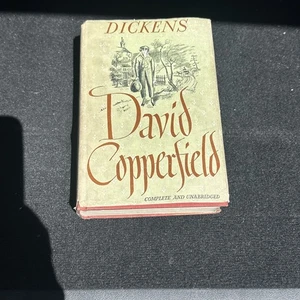 DICKENS
David
Copperfield
COMPLETE AND UNABRIDGED